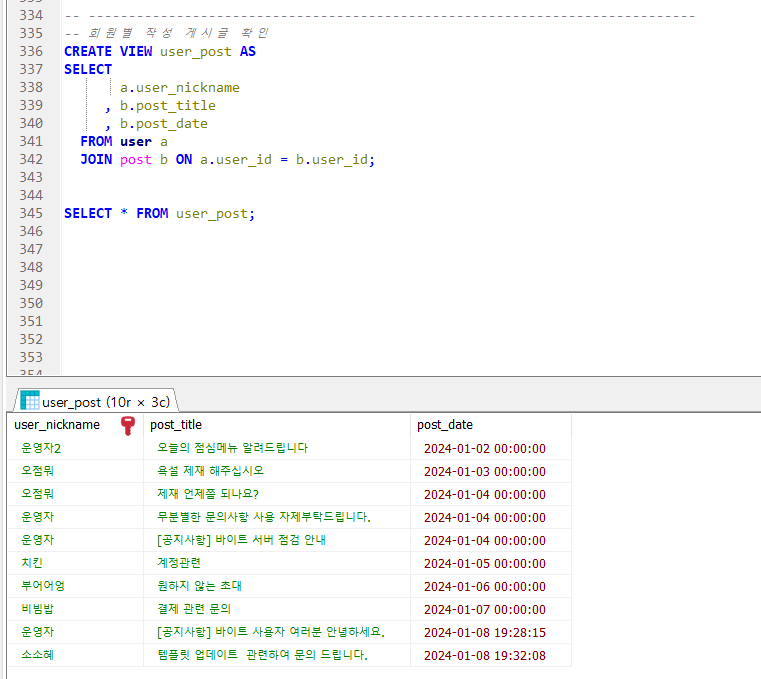 334 -- ----------------------------------------------------------------------------
335 -- 회원별 작성 게시글 확인
336 CREATE VIEW user_post AS
337 SELECT
338 a.user_nickname
339 , b.post_title
340 , b.post_date
341 FROM user a
342 JOIN post b ON a.user_id = b.user_id;
343
344
345 SELECT * FROM user_post;
346
347
348
349
350
351
352
353
user_post (10r × 3c)
user_nickname post_title post_date
운영자2 오늘의 점심메뉴 알려드립니다 2024-01-02 00:00:00
오점뭐 욕설 제재 해주십시오 2024-01-03 00:00:00
오점뭐 제재 언제쯤 되나요? 2024-01-04 00:00:00
운영자 무분별한 문의사항 사용 자제부탁드립니다. 2024-01-04 00:00:00
운영자 [공지사항] 바이트 서버 점검 안내 2024-01-04 00:00:00
치킨 계정관련 2024-01-05 00:00:00
부어어엉 원하지 않는 초대 2024-01-06 00:00:00
비빔밥 결제 관련 문의 2024-01-07 00:00:00
운영자 [공지사항] 바이트 사용자 여러분 안녕하세요. 2024-01-08 19:28:15
소소혜 템플릿 업데이트 관련하여 문의 드립니다. 2024-01-08 19:32:08